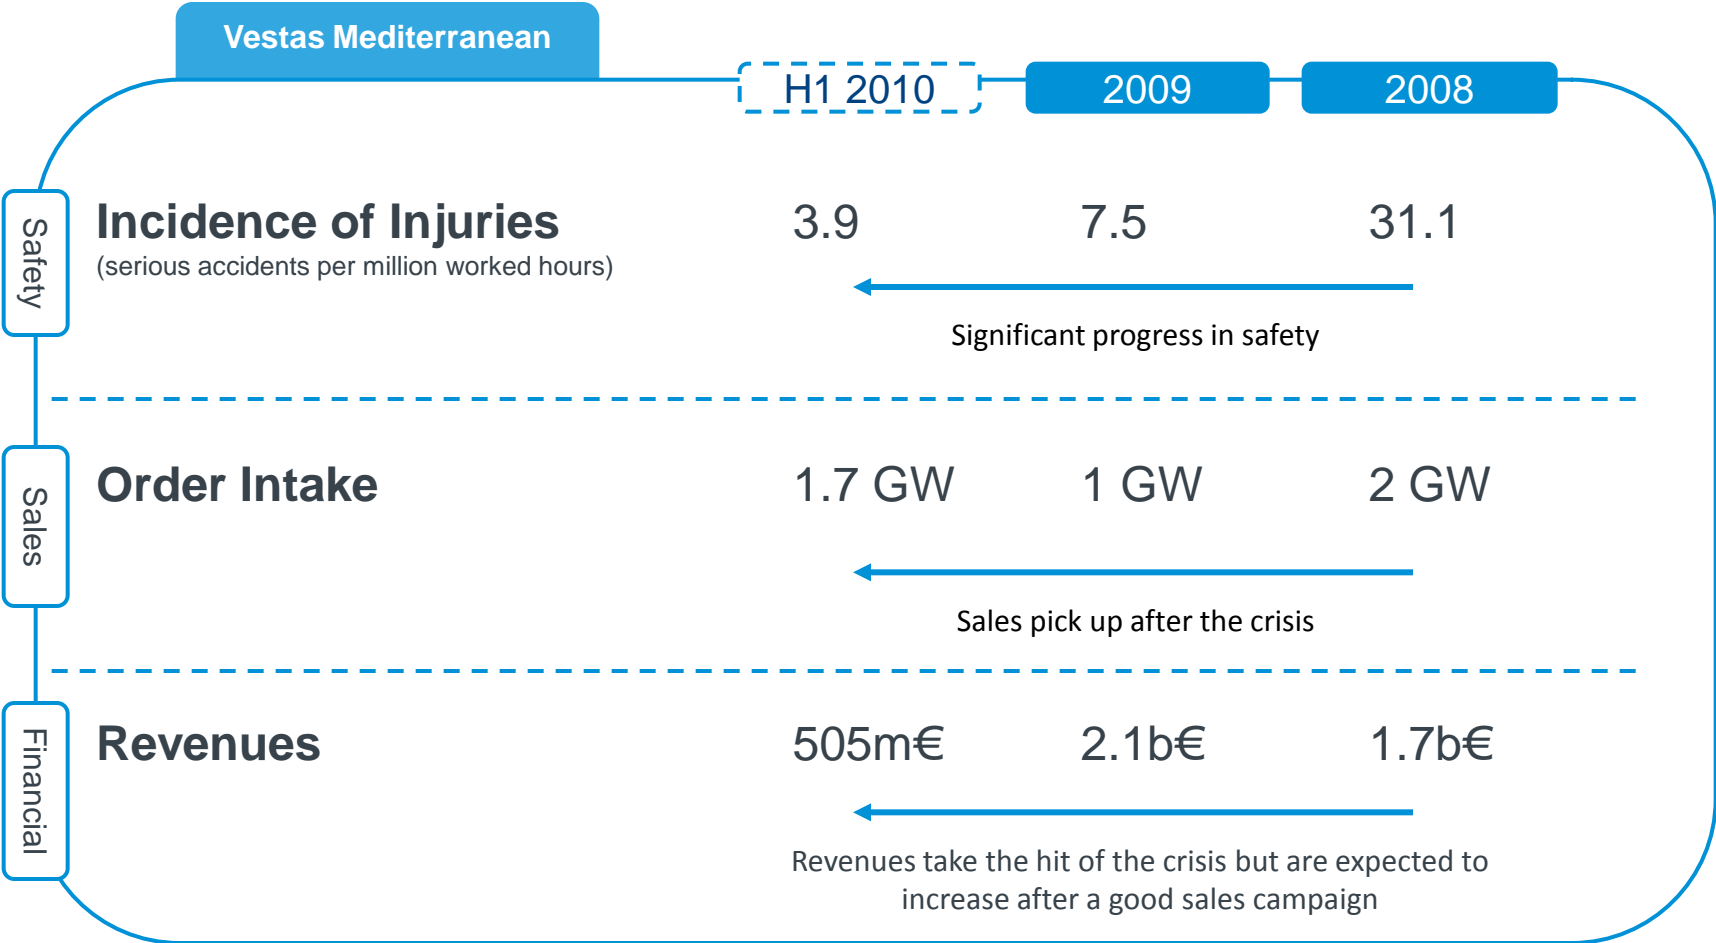 Vestas Mediterranean
H1 2010 2009 2008
Safety
Incidence of Injuries 3.9 7.5 31.1
(serious accidents per million worked hours)
Significant progress in safety
Sales
Order Intake 1.7 GW 1 GW 2 GW
Sales pick up after the crisis
Financial
Revenues 505m€ 2.1b€ 1.7b€
Revenues take the hit of the crisis but are expected to
increase after a good sales campaign